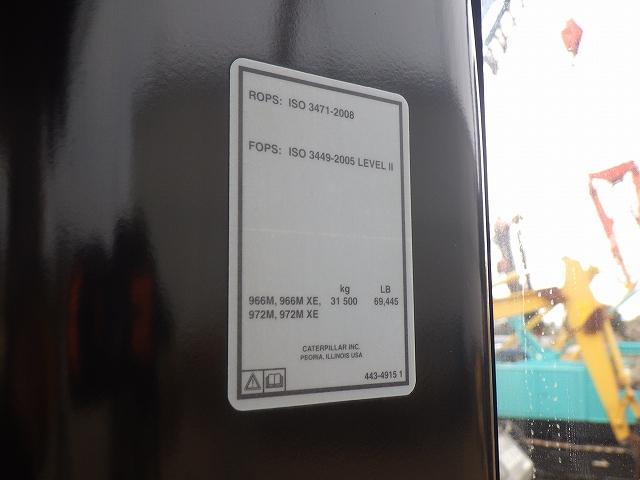 ROPS: ISO 3471-2008
FOPS: ISO 3449-2005 LEVEL II
kg LB
966M, 966M XE, 31 500 69,445
972M, 972M XE
CATERPILLAR INC.
PEORIA, ILLINOIS USA
443-4915 1